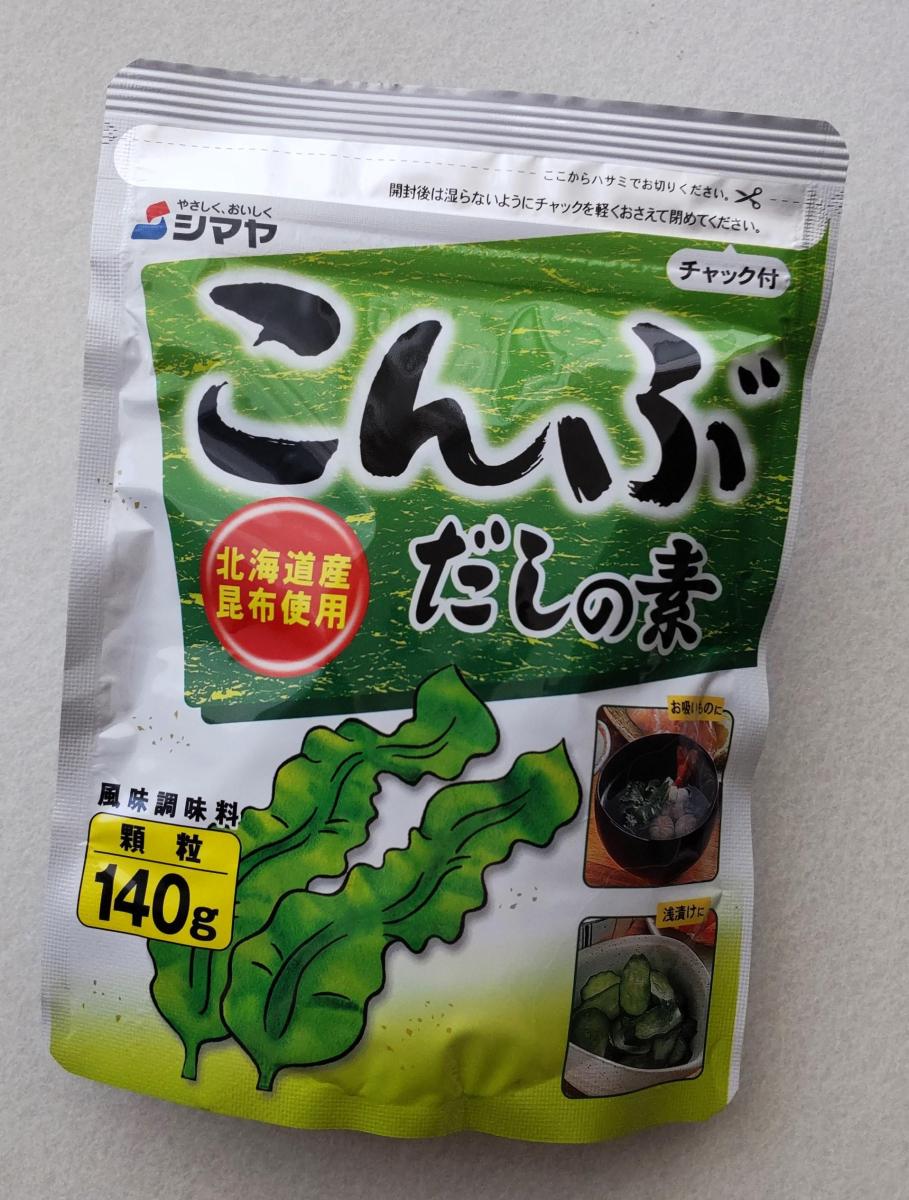 ここからハサミでお切りください。
開封後は湿らないようにチャックを軽くおさえて閉めてください。
やさしく、おいしく
シマヤ
チャック付
こんぶ
だしの素
北海道産
昆布使用
お吸いものに
風味調味料
顆粒
140g
浅漬けに